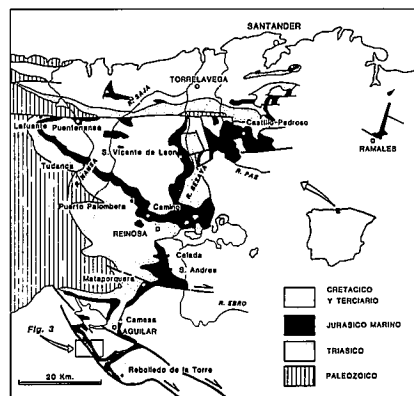 SANTANDER
TORRELAVEGA
R. SAJA
Castillo-Pedroso
Lafuente
Puentenansa
S. Vicente de Leon
RAMALES
Tudanca
R. NANSA
R. BESAYA
R. PAS
Puerto Palombera
Camino
REINOSA
Celada
S. Andres
Mataporquera
R. EBRO
Camesa
AGUILAR
Fig. 3
Rebolledo de la Torre
20 Km.
CRETACICO
Y TERCIARIO
JURASICO MARINO
TRIASICO
PALEOZOICO